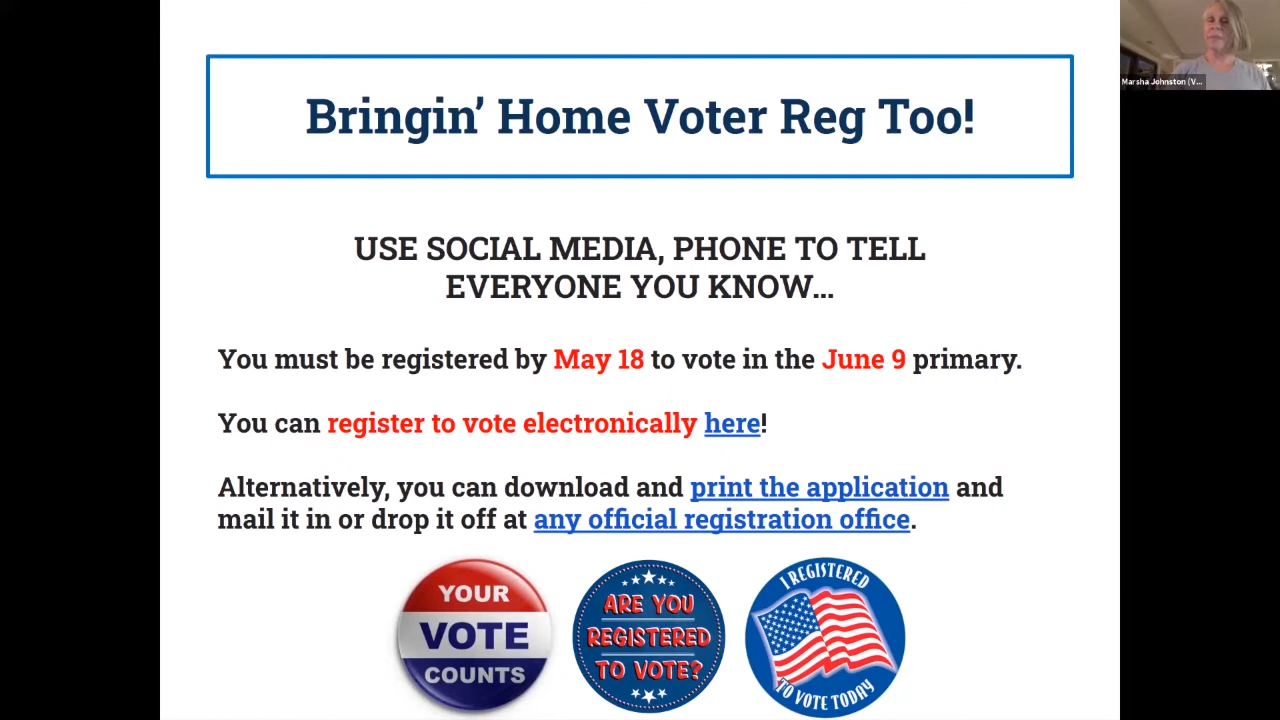 Bringin’ Home Voter Reg Too!
Marsha Johnston (V...
USE SOCIAL MEDIA, PHONE TO TELL
EVERYONE YOU KNOW...
You must be registered by May 18 to vote in the June 9 primary.
You can register to vote electronically here!
Alternatively, you can download and print the application and
mail it in or drop it off at any official registration office.
YOUR
VOTE
COUNTS
ARE YOU
REGISTERED
TO VOTE?
I REGISTERED
TO VOTE TODAY